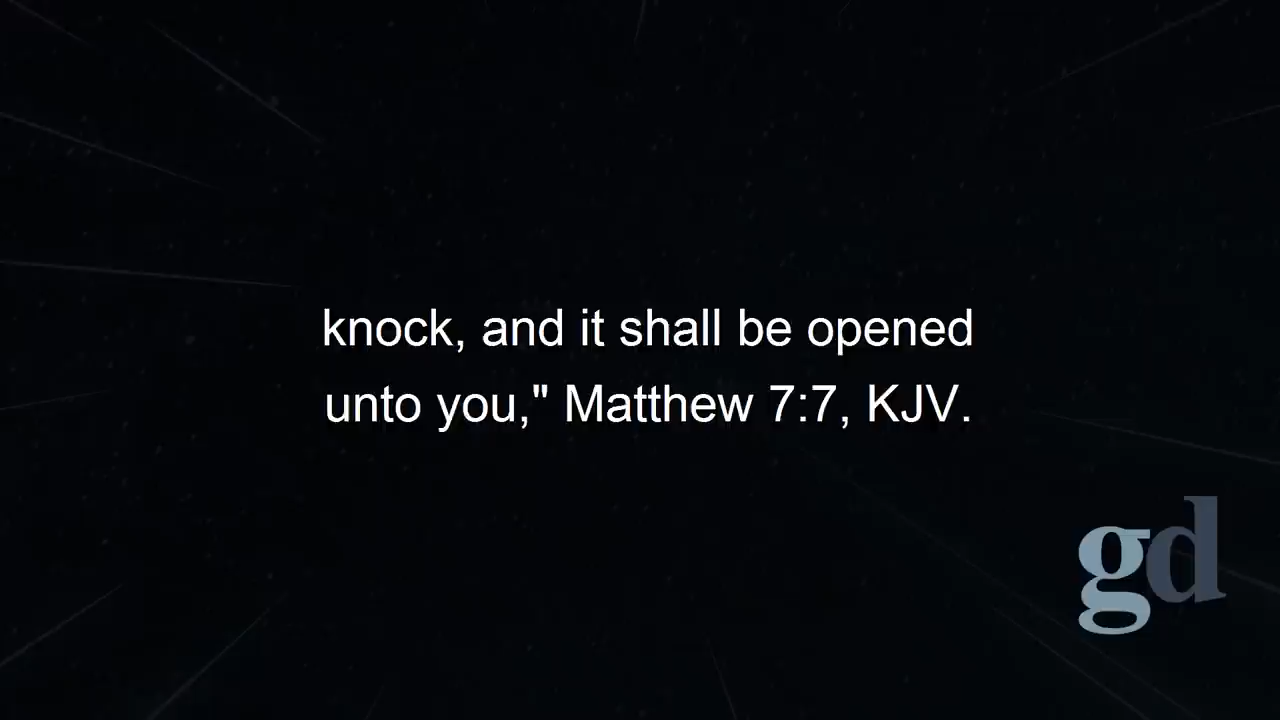 knock, and it shall be opened
unto you," Matthew 7:7, KJV.
gd